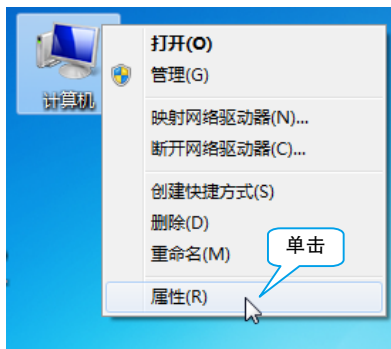 计算机
打开(O)
管理(G)
映射网络驱动器(N)...
断开网络驱动器(C)...
创建快捷方式(S)
删除(D)
重命名(M)
单击
属性(R)